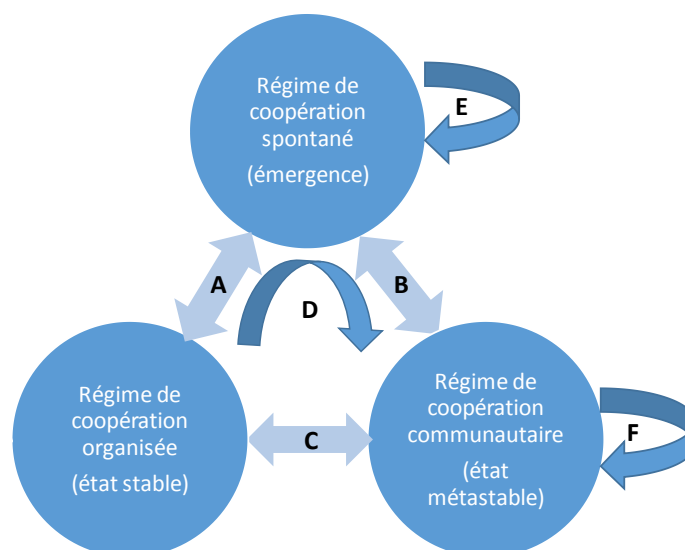 Régime de
coopération
spontané
(émergence)
E
A
B
D
Régime de
coopération
organisée
(état stable)
C
Régime de
coopération
communautaire
(état
métastable)
F